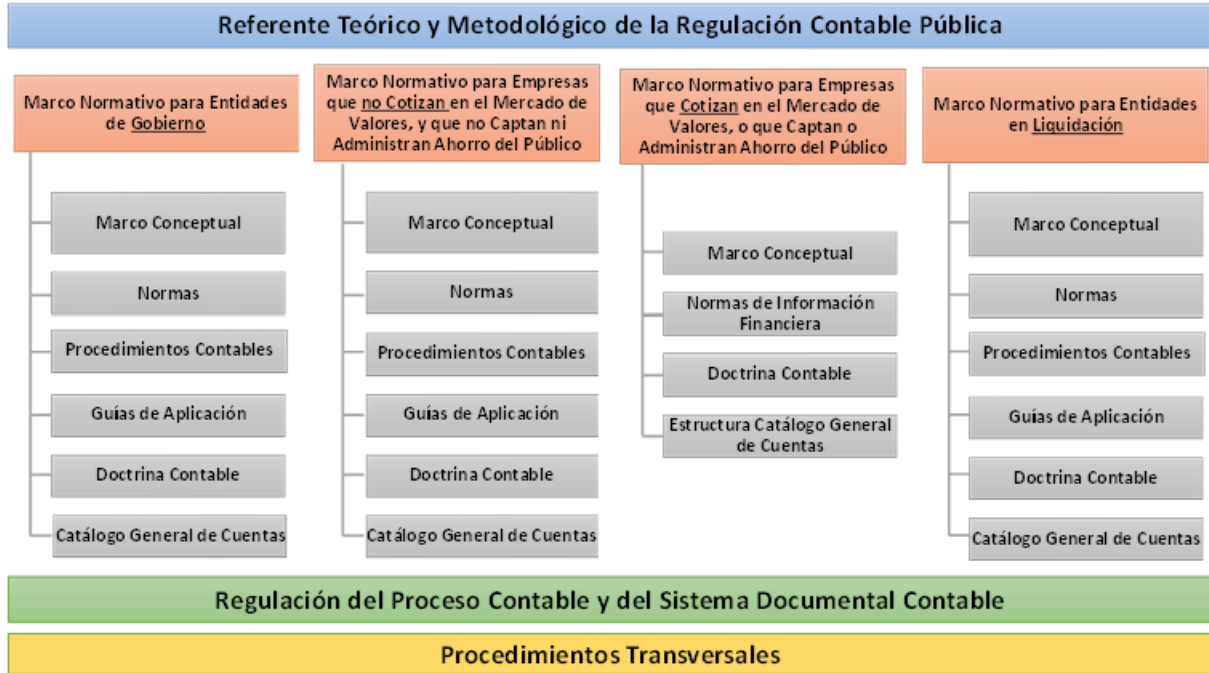 Referente Teórico y Metodológico de la Regulación Contable Pública
Marco Normativo para Entidades
de Gobierno
Marco Conceptual
Normas
Procedimientos Contables
Guías de Aplicación
Doctrina Contable
Catálogo General de Cuentas
Marco Normativo para Empresas
que no Cotizan en el Mercado de
Valores, y que no Captan ni
Administran Ahorro del Público
Marco Conceptual
Normas
Procedimientos Contables
Guías de Aplicación
Doctrina Contable
Catálogo General de Cuentas
Marco Normativo para Empresas
que Cotizan en el Mercado de
Valores, o que Captan o
Administran Ahorro del Público
Marco Conceptual
Normas de Información
Financiera
Doctrina Contable
Estructura Catálogo General
de Cuentas
Marco Normativo para Entidades
en Liquidación
Marco Conceptual
Normas
Procedimientos Contables
Guías de Aplicación
Doctrina Contable
Catálogo General de Cuentas
Regulación del Proceso Contable y del Sistema Documental Contable
Procedimientos Transversales